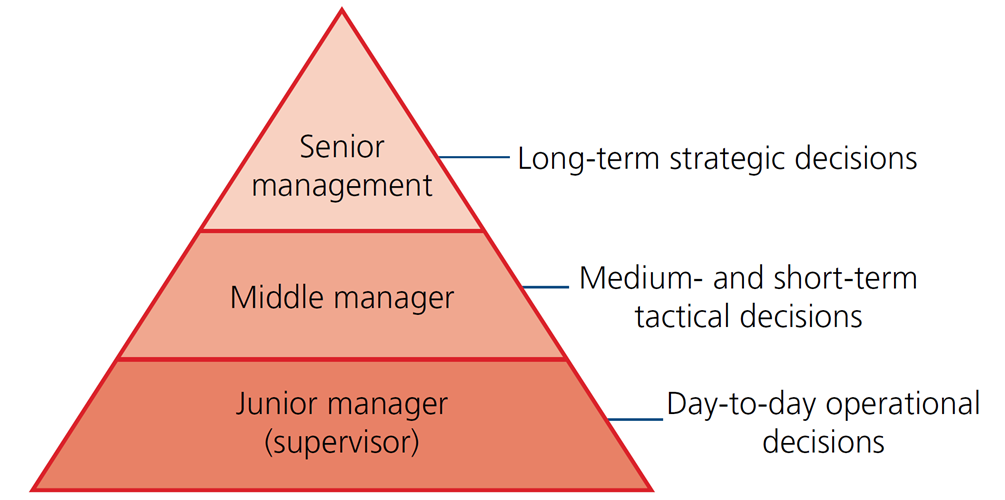 Senior
management
Long-term strategic decisions
Middle manager
Medium- and short-term
tactical decisions
Junior manager
(supervisor)
Day-to-day operational
decisions